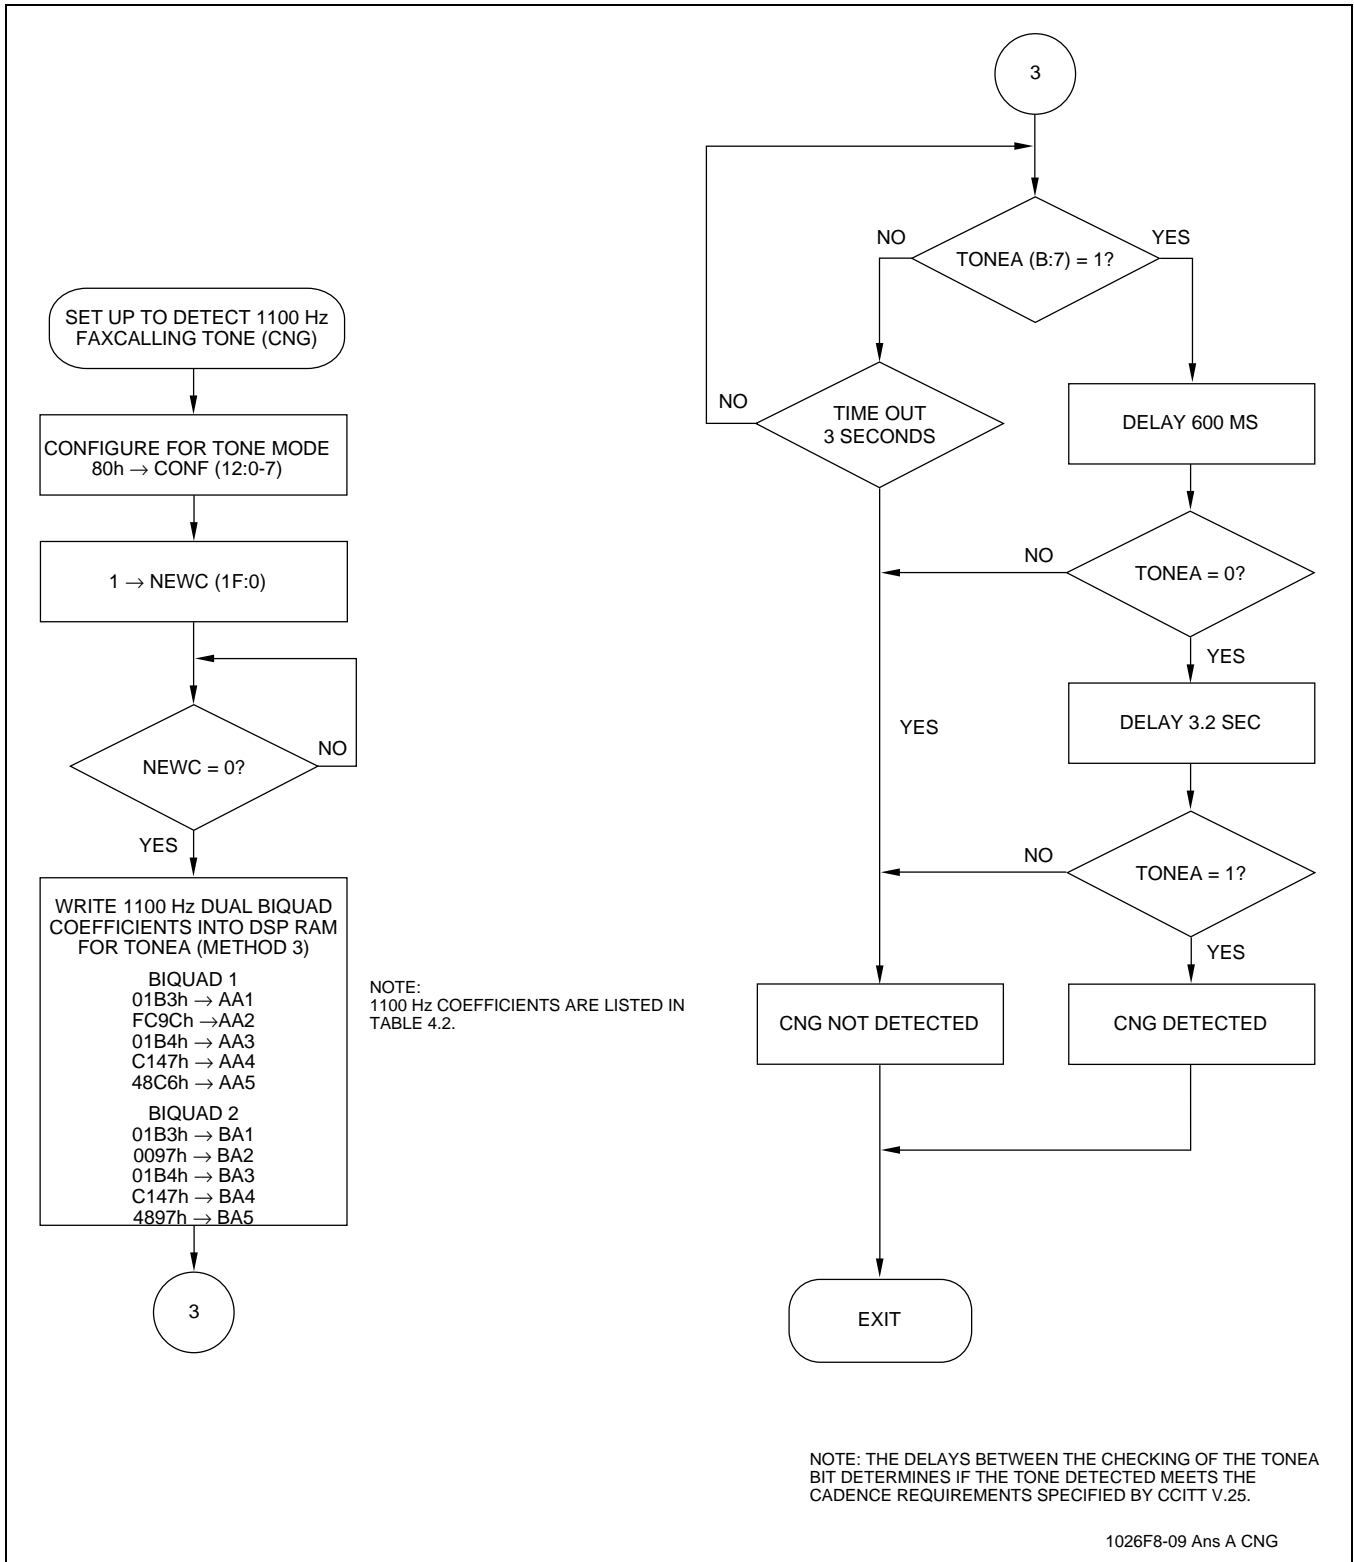 SET UP TO DETECT 1100 Hz
FAXCALLING TONE (CNG)
CONFIGURE FOR TONE MODE
80h → CONF (12:0-7)
1 → NEWC (1F:0)
NEWC = 0?
NO
YES
WRITE 1100 Hz DUAL BIQUAD
COEFFICIENTS INTO DSP RAM
FOR TONEA (METHOD 3)
BIQUAD 1
01B3h → AA1
FC9Ch →AA2
01B4h → AA3
C147h → AA4
48C6h → AA5
BIQUAD 2
01B3h → BA1
0097h → BA2
01B4h → BA3
C147h → BA4
4897h → BA5
3
NOTE:
1100 Hz COEFFICIENTS ARE LISTED IN
TABLE 4.2.
3
TONEA (B:7) = 1?
NO
YES
TIME OUT
3 SECONDS
NO
YES
DELAY 600 MS
TONEA = 0?
NO
YES
DELAY 3.2 SEC
TONEA = 1?
NO
YES
CNG NOT DETECTED
CNG DETECTED
EXIT
NOTE: THE DELAYS BETWEEN THE CHECKING OF THE TONEA
BIT DETERMINES IF THE TONE DETECTED MEETS THE
CADENCE REQUIREMENTS SPECIFIED BY CCITT V.25.
1026F8-09 Ans A CNG